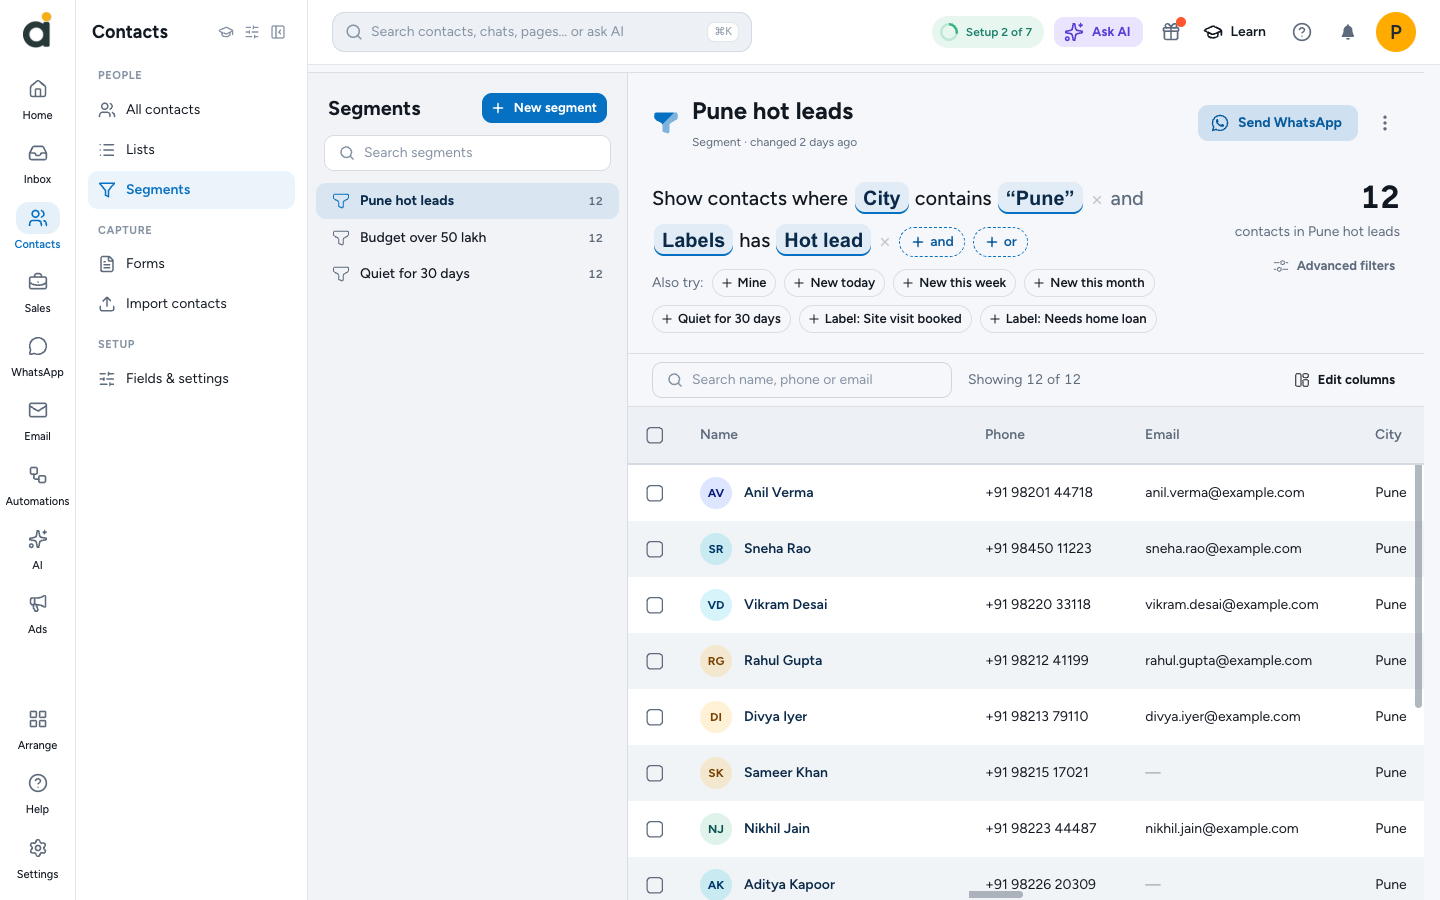 Contacts
Search contacts, chats, pages... or ask AI
⌘K
Setup 2 of 7
Ask AI
Learn
P
Home
Inbox
Contacts
Sales
WhatsApp
Email
Automations
AI
Ads
Arrange
Help
Settings
PEOPLE
All contacts
Lists
Segments
CAPTURE
Forms
Import contacts
SETUP
Fields & settings
Segments
+ New segment
Search segments
Pune hot leads 12
Budget over 50 lakh 12
Quiet for 30 days 12
Pune hot leads
Segment · changed 2 days ago
Send WhatsApp
Show contacts where City contains “Pune” × and
Labels has Hot lead × + and + or
12
contacts in Pune hot leads
Advanced filters
Also try: + Mine + New today + New this week + New this month
+ Quiet for 30 days + Label: Site visit booked + Label: Needs home loan
Search name, phone or email
Showing 12 of 12
Edit columns
Name Phone Email City
AV Anil Verma +91 98201 44718 anil.verma@example.com Pune
SR Sneha Rao +91 98450 11223 sneha.rao@example.com Pune
VD Vikram Desai +91 98220 33118 vikram.desai@example.com Pune
RG Rahul Gupta +91 98212 41199 rahul.gupta@example.com Pune
DI Divya Iyer +91 98213 79110 divya.iyer@example.com Pune
SK Sameer Khan +91 98215 17021 — Pune
NJ Nikhil Jain +91 98223 44487 nikhil.jain@example.com Pune
AK Aditya Kapoor +91 98226 20309 — Pune